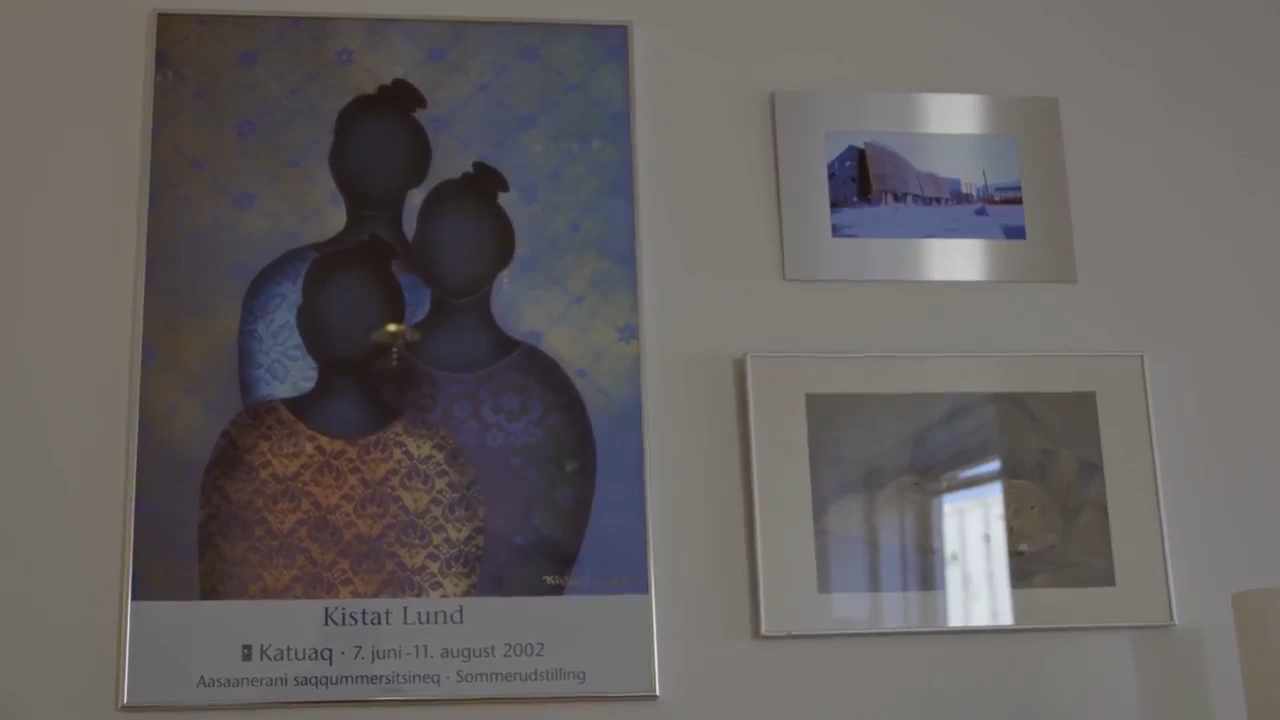 Kistat Lund
Katuaq · 7. juni - 11. august 2002
Aasaanerani saqqummersitsineq · Sommerudstilling